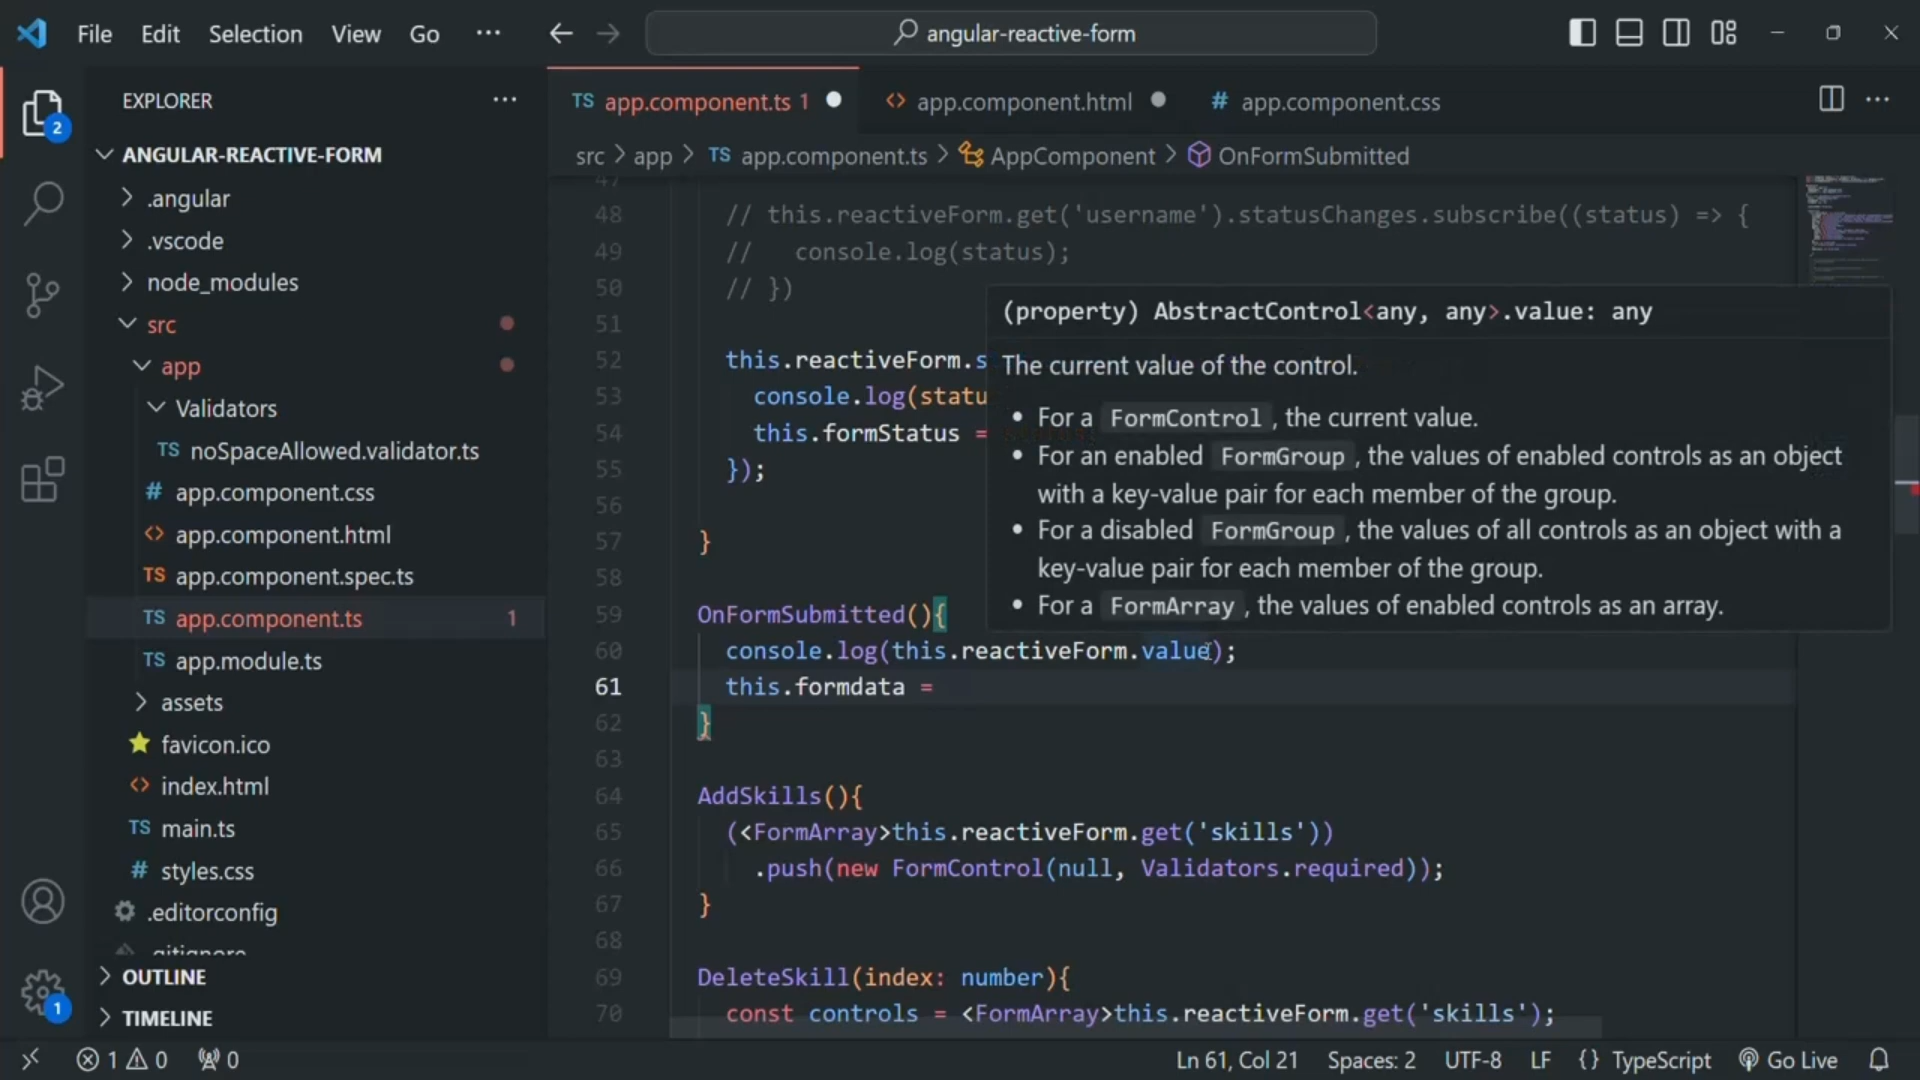 File Edit Selection View Go ··· angular-reactive-form
EXPLORER ···
ANGULAR-REACTIVE-FORM
.angular
.vscode
node_modules
src
app
Validators
TS noSpaceAllowed.validator.ts
# app.component.css
<> app.component.html
TS app.component.spec.ts
TS app.component.ts 1
TS app.module.ts
assets
favicon.ico
<> index.html
TS main.ts
# styles.css
.editorconfig
.gitignore
OUTLINE
TIMELINE
2
1
TS app.component.ts 1 <> app.component.html # app.component.css ···
src > app > TS app.component.ts > AppComponent > OnFormSubmitted
47
48 // this.reactiveForm.get('username').statusChanges.subscribe((status) => {
49 //   console.log(status);
50 // })
51
52 this.reactiveForm.s
53 console.log(statu
54 this.formStatus =
55 });
56
57 }
58
59 OnFormSubmitted(){
60 console.log(this.reactiveForm.value);
61 this.formdata =
62 }
63
64 AddSkills(){
65 (<FormArray>this.reactiveForm.get('skills'))
66 .push(new FormControl(null, Validators.required));
67 }
68
69 DeleteSkill(index: number){
70 const controls = <FormArray>this.reactiveForm.get('skills');
(property) AbstractControl<any, any>.value: any
The current value of the control.
• For a FormControl, the current value.
• For an enabled FormGroup, the values of enabled controls as an object
with a key-value pair for each member of the group.
• For a disabled FormGroup, the values of all controls as an object with a
key-value pair for each member of the group.
• For a FormArray, the values of enabled controls as an array.
1 0 0 Ln 61, Col 21 Spaces: 2 UTF-8 LF {} TypeScript Go Live